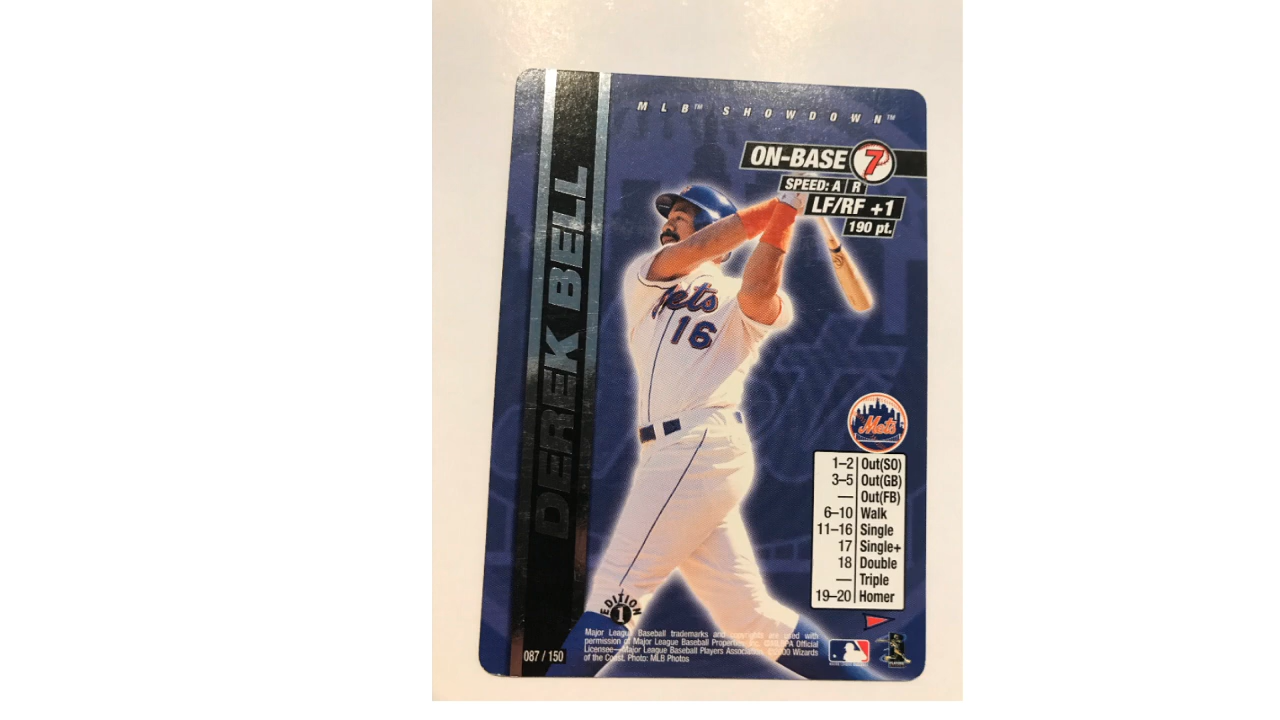 MLB™ SHOWDOWN™
ON-BASE 7
SPEED: A R
LF/RF +1
190 pt.
DEREK BELL
Mets
16
Mets
1–2 Out(SO)
3–5 Out(GB)
— Out(FB)
6–10 Walk
11–16 Single
17 Single+
18 Double
— Triple
19–20 Homer
EDITION
1
Major League Baseball trademarks and copyrights are used with
permission of Major League Baseball Properties, Inc. ©MLBPA Official
Licensee—Major League Baseball Players Association. ©2000 Wizards
of the Coast, Photo: MLB Photos
087 / 150